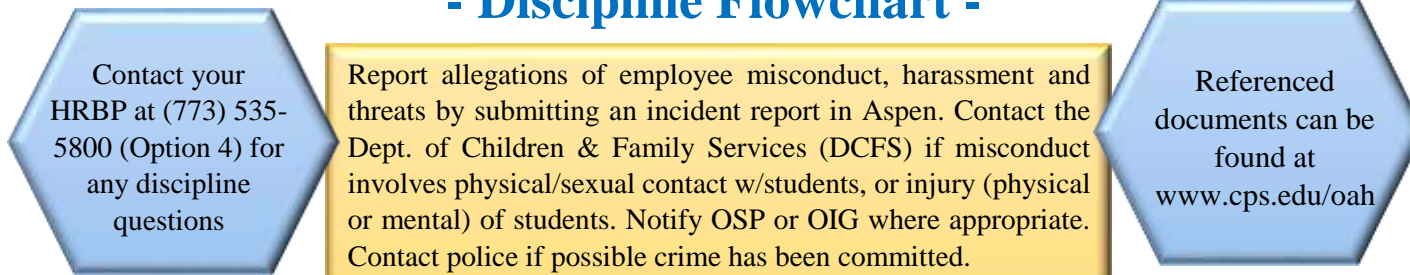 - Discipline Flowchart -
Contact your
HRBP at (773) 535-
5800 (Option 4) for
any discipline
questions
Report allegations of employee misconduct, harassment and
threats by submitting an incident report in Aspen. Contact the
Dept. of Children & Family Services (DCFS) if misconduct
involves physical/sexual contact w/students, or injury (physical
or mental) of students. Notify OSP or OIG where appropriate.
Contact police if possible crime has been committed.
Referenced
documents can be
found at
www.cps.edu/oah